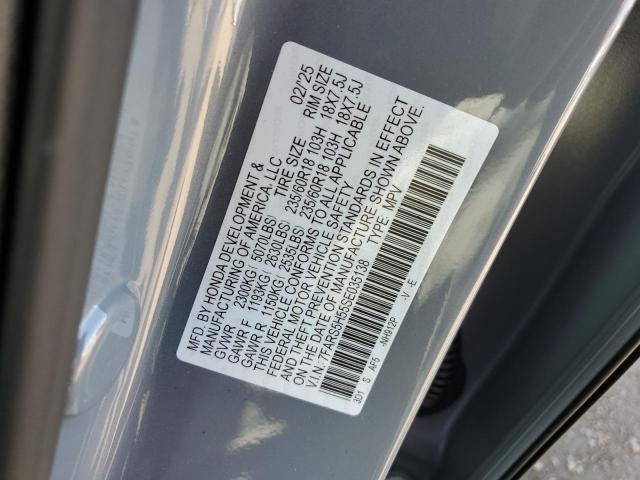 MFD. BY HONDA DEVELOPMENT & 02/'25
MANUFACTURING OF AMERICA, LLC
GVWR 2300KG( 5070LBS) TIRE SIZE RIM SIZE
GAWR F 1193KG( 2630LBS) 235/60R18 103H 18X7.5J
GAWR R 1150KG( 2535LBS) 235/60R18 103H 18X7.5J
THIS VEHICLE CONFORMS TO ALL APPLICABLE
FEDERAL MOTOR VEHICLE SAFETY
AND THEFT PREVENTION STANDARDS IN EFFECT
ON THE DATE OF MANUFACTURE SHOWN ABOVE.
V.I.N.: 7FARS5H55SE035138 TYPE: MPV
3D1 S AF5 -NH912P -V -E